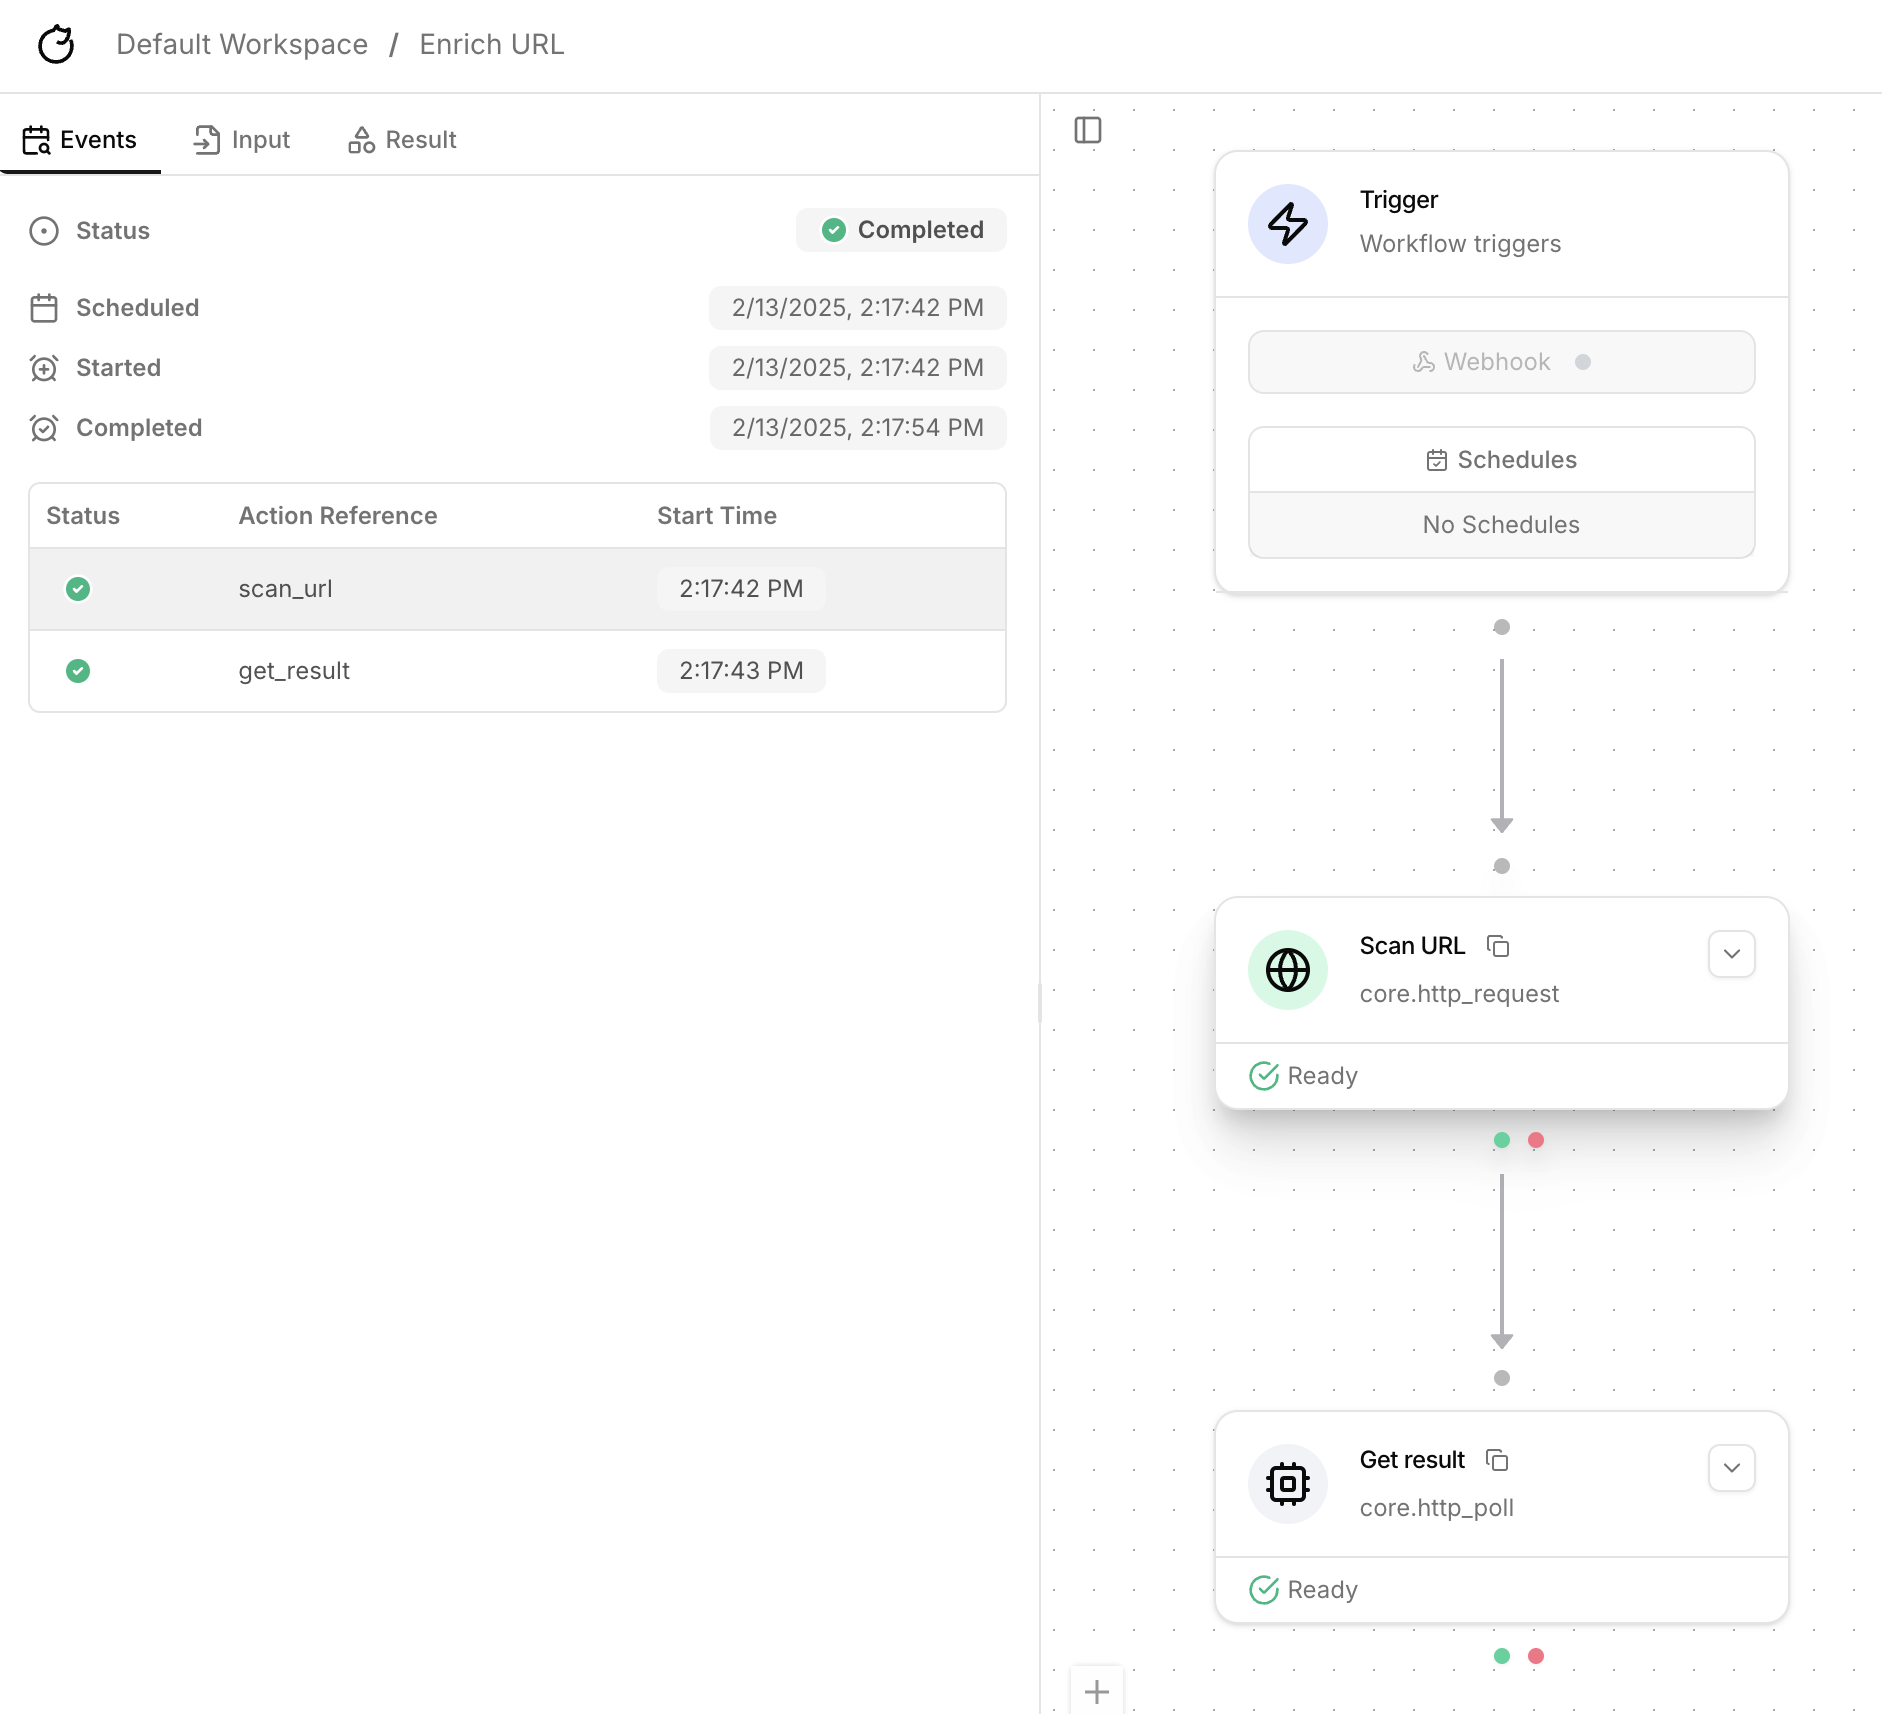 Default Workspace / Enrich URL
Events Input Result
Status Completed
Scheduled 2/13/2025, 2:17:42 PM
Started 2/13/2025, 2:17:42 PM
Completed 2/13/2025, 2:17:54 PM
Status Action Reference Start Time
scan_url 2:17:42 PM
get_result 2:17:43 PM
Trigger
Workflow triggers
Webhook
Schedules
No Schedules
Scan URL
core.http_request
Ready
Get result
core.http_poll
Ready